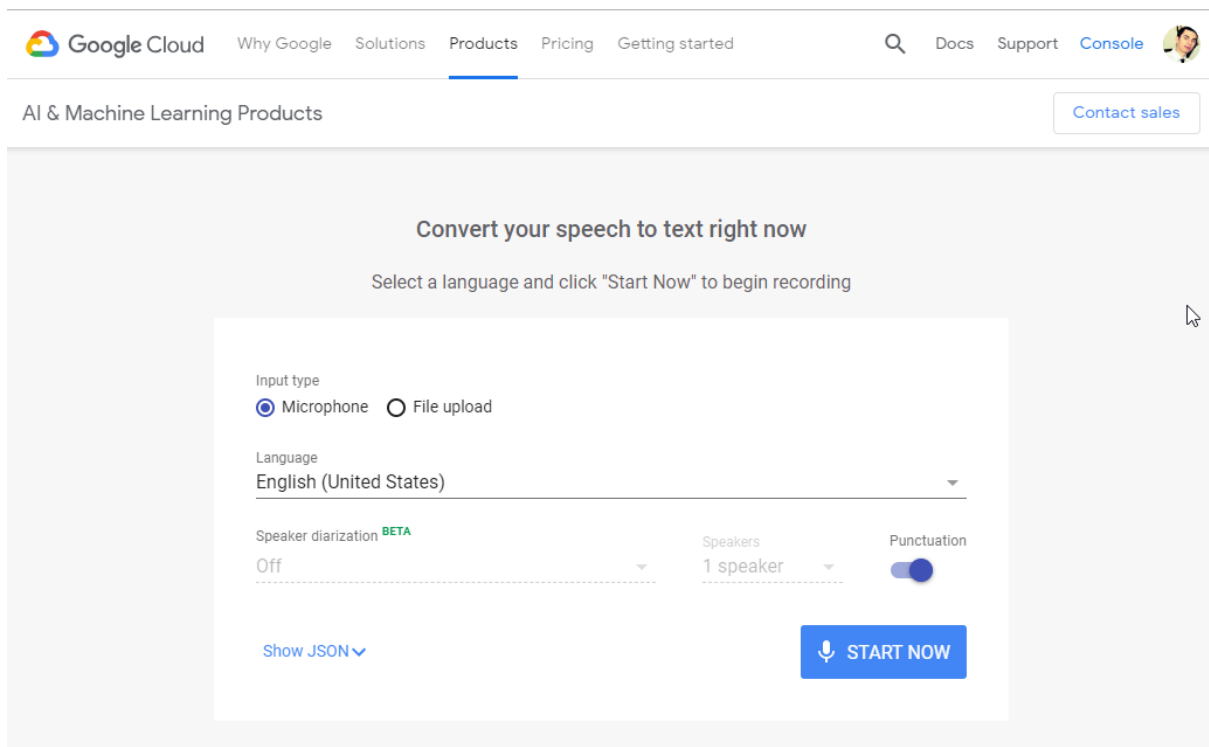 Google Cloud Why Google Solutions Products Pricing Getting started Docs Support Console
AI & Machine Learning Products Contact sales
Convert your speech to text right now
Select a language and click "Start Now" to begin recording
Input type
Microphone File upload
Language
English (United States)
Speaker diarization BETA Speakers Punctuation
Off 1 speaker
Show JSON START NOW